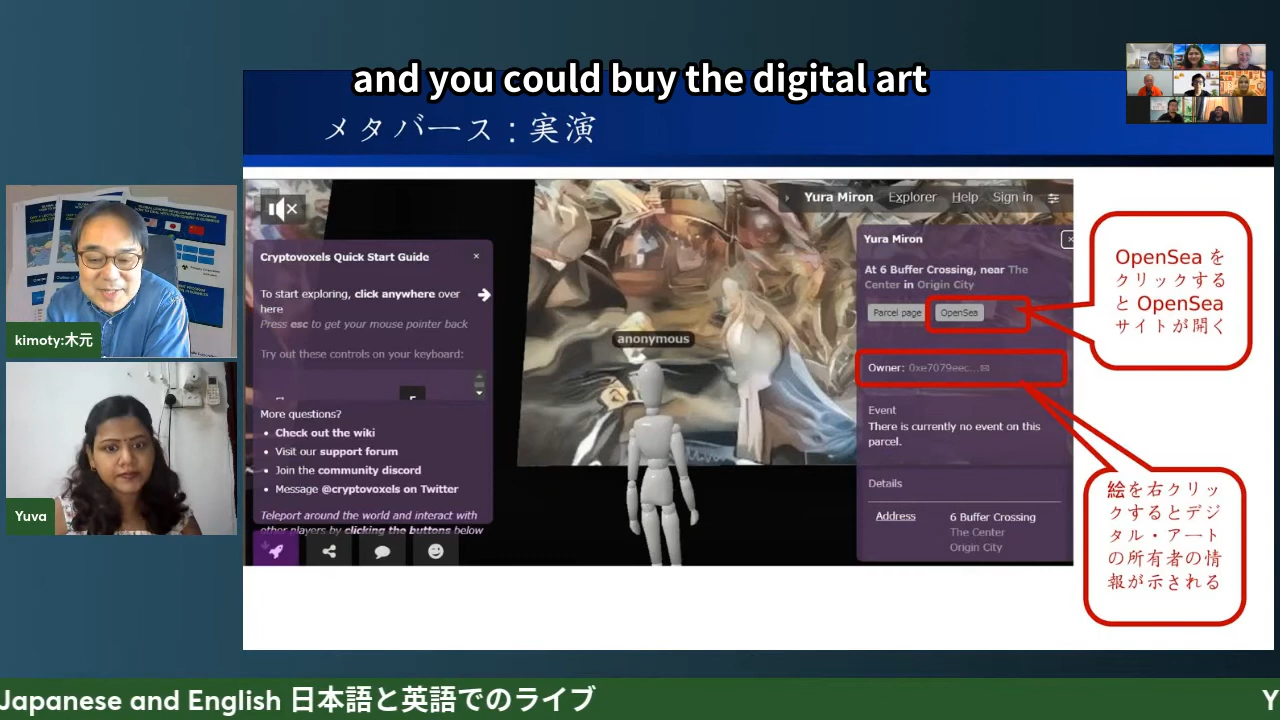 and you could buy the digital art
メタバース：実演
Yura Miron Explorer Help Sign in
Cryptovoxels Quick Start Guide
To start exploring, click anywhere over
here
Press esc to get your mouse pointer back
Try out these controls on your keyboard:
More questions?
Check out the wiki
Visit our support forum
Join the community discord
Message @cryptovoxels on Twitter
Teleport around the world and interact with
other players by clicking the buttons below
anonymous
Yura Miron
At 6 Buffer Crossing, near The
Center in Origin City
Parcel page OpenSea
Owner: 0xe7079eec...
Event
There is currently no event on this
parcel.
Details
Address 6 Buffer Crossing
The Center
Origin City
OpenSea を
クリックする
と OpenSea
サイトが開く
絵を右クリッ
クするとデジ
タル・アート
の所有者の情
報が示される
kimoty:木元
Yuva
Japanese and English 日本語と英語でのライブ
Y